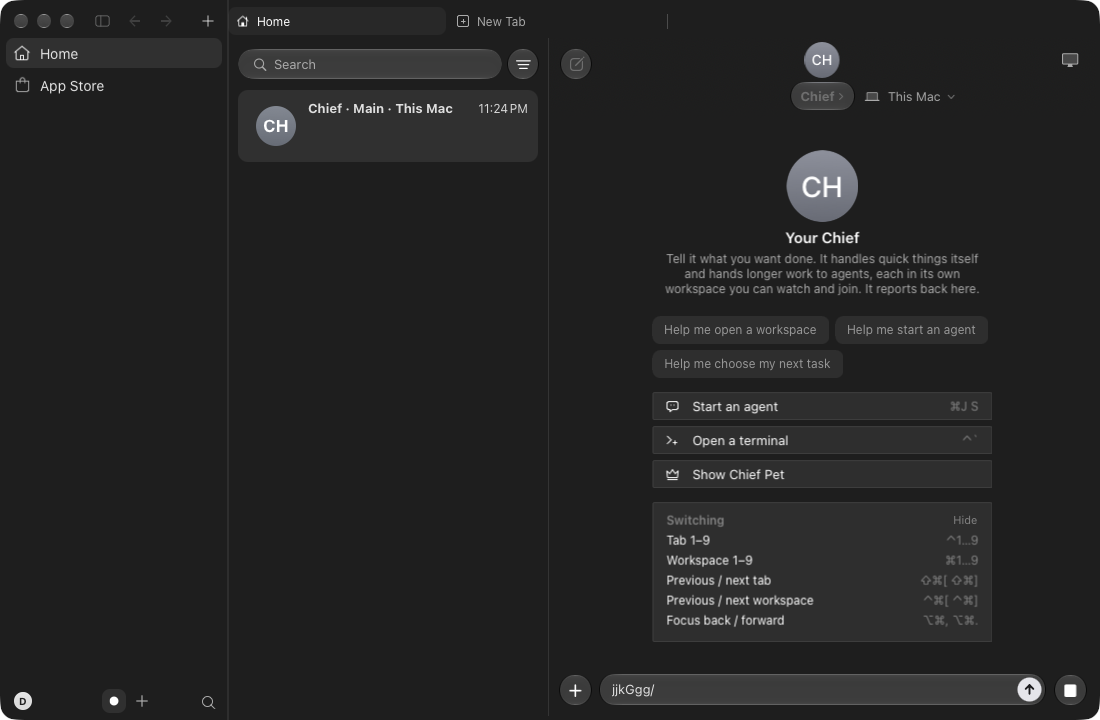 Home
New Tab
Home
App Store
Search
CH
Chief · Main · This Mac
11:24 PM
CH
Chief
This Mac
CH
Your Chief
Tell it what you want done. It handles quick things itself
and hands longer work to agents, each in its own
workspace you can watch and join. It reports back here.
Help me open a workspace
Help me start an agent
Help me choose my next task
Start an agent ⌘J S
Open a terminal ^`
Show Chief Pet
Switching Hide
Tab 1–9 ^1...9
Workspace 1–9 ⌘1...9
Previous / next tab ⇧⌘[ ⇧⌘]
Previous / next workspace ^⌘[ ^⌘]
Focus back / forward ⌥⌘, ⌥⌘.
D
jjkGgg/